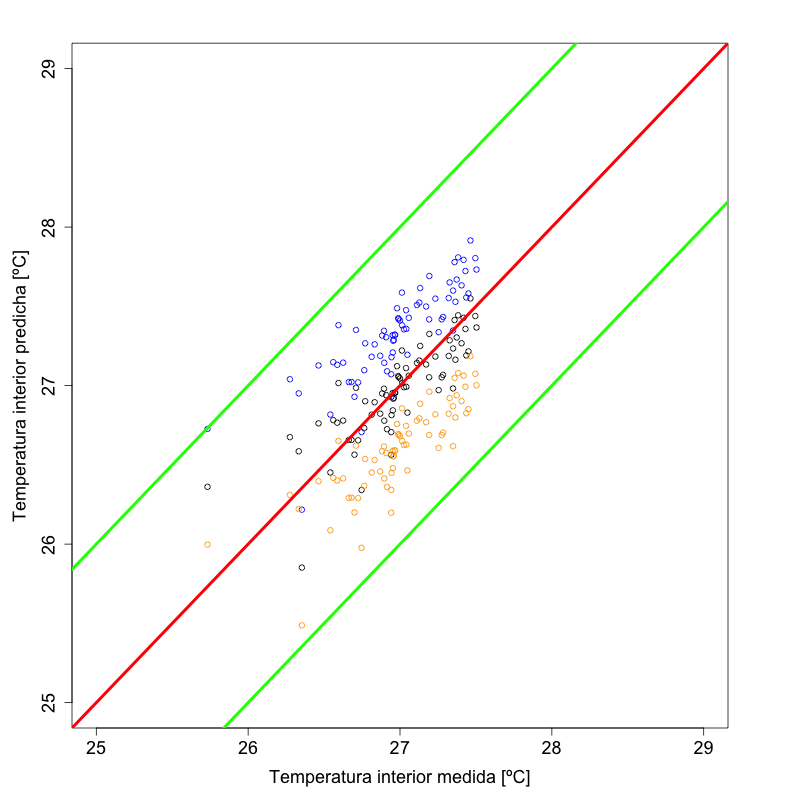 29
28
27
26
25
Temperatura interior predicha [ºC]
25 26 27 28 29
Temperatura interior medida [ºC]